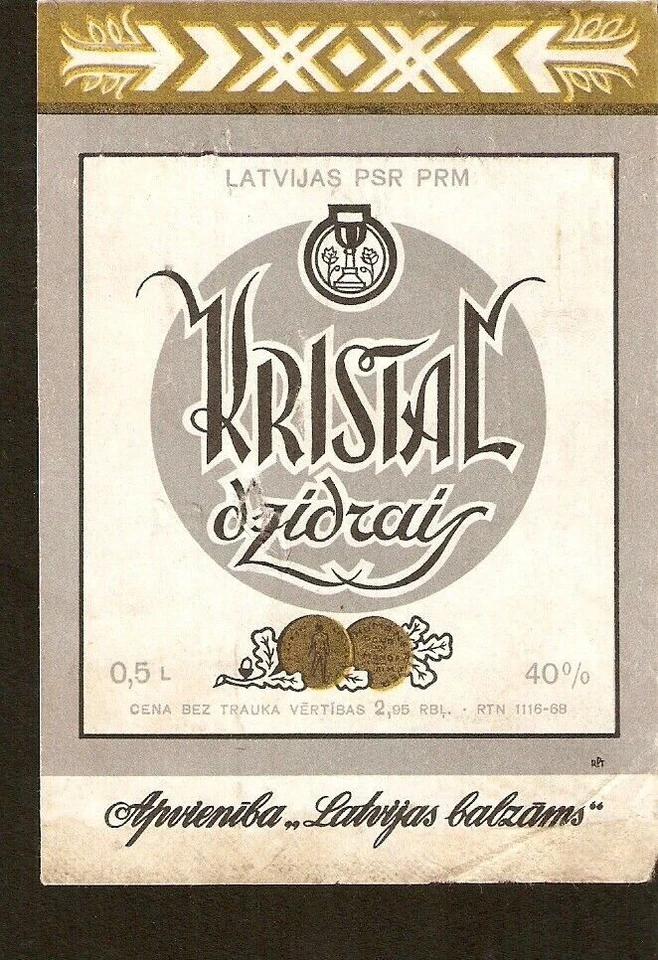 LATVIJAS PSR PRM
KRISTAL
dzidrais
0,5 L
40%
CENA BEZ TRAUKA VĒRTĪBAS 2,95 RBĻ. · RTN 1116-68
Apvienība „Latvijas balzāms“